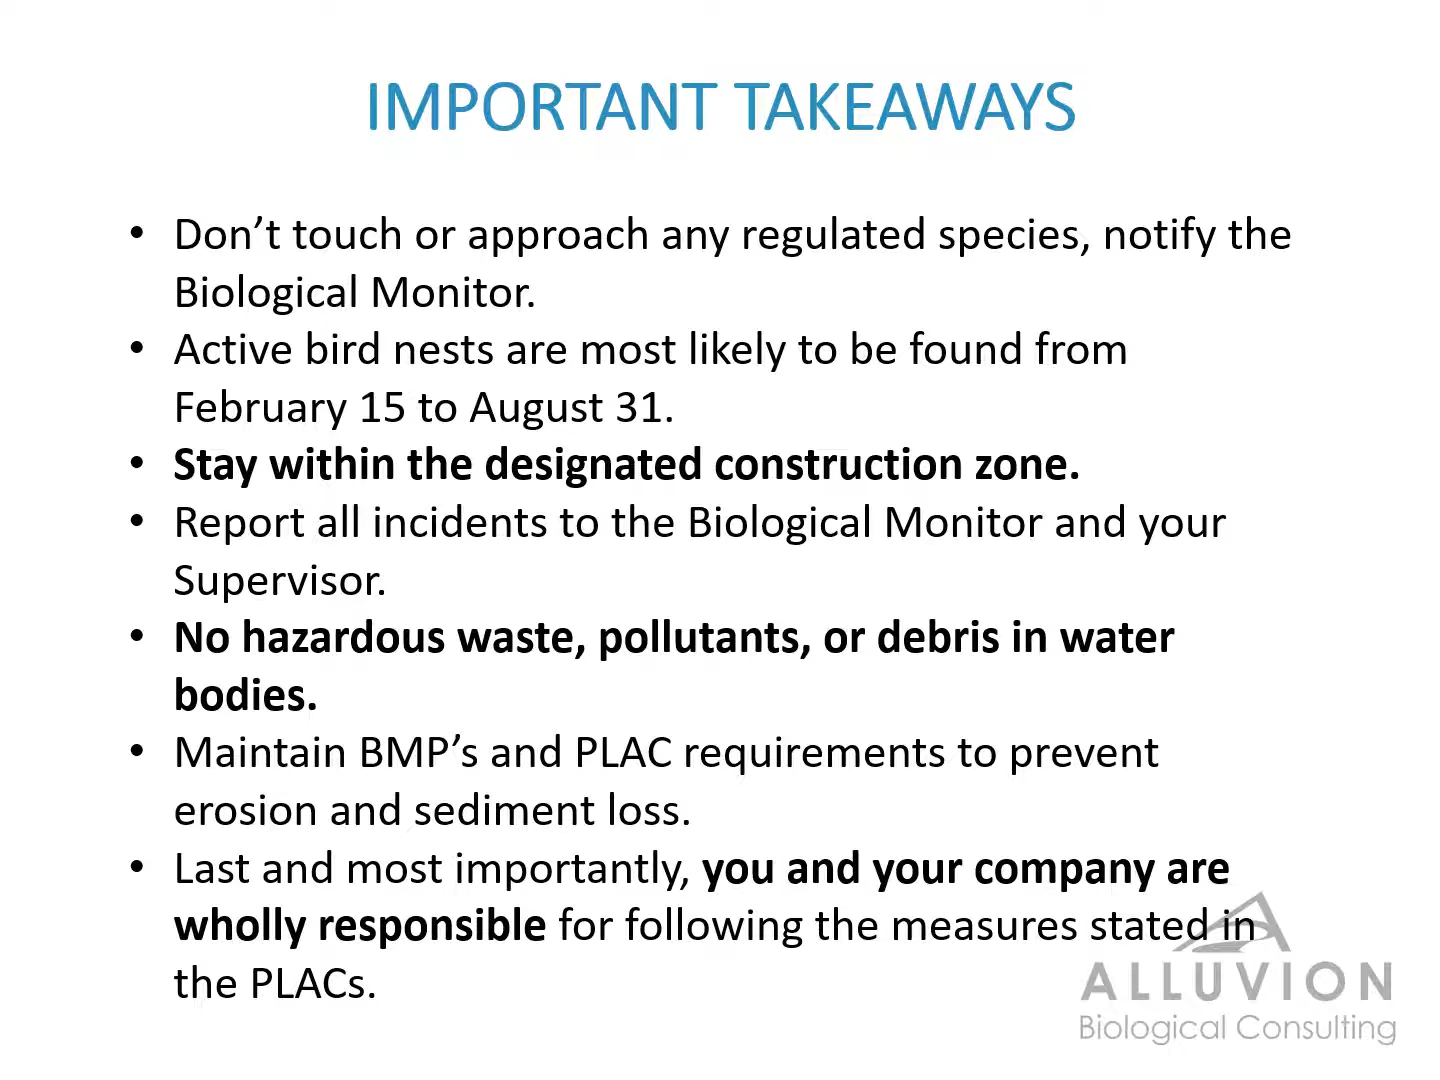 IMPORTANT TAKEAWAYS
• Don’t touch or approach any regulated species, notify the
Biological Monitor.
• Active bird nests are most likely to be found from
February 15 to August 31.
• Stay within the designated construction zone.
• Report all incidents to the Biological Monitor and your
Supervisor.
• No hazardous waste, pollutants, or debris in water
bodies.
• Maintain BMP’s and PLAC requirements to prevent
erosion and sediment loss.
• Last and most importantly, you and your company are
wholly responsible for following the measures stated in
the PLACs.
ALLUVION
Biological Consulting